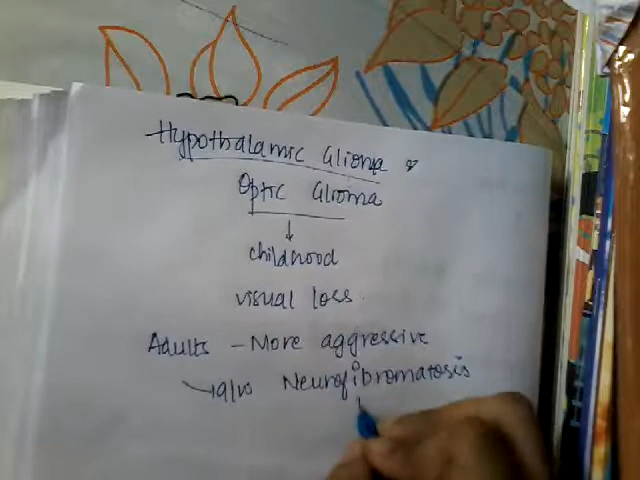 Hypothalamic Glioma &
Optic Glioma
↓
childhood
visual loss.
Adults - More aggressive
Neurofibromatosis